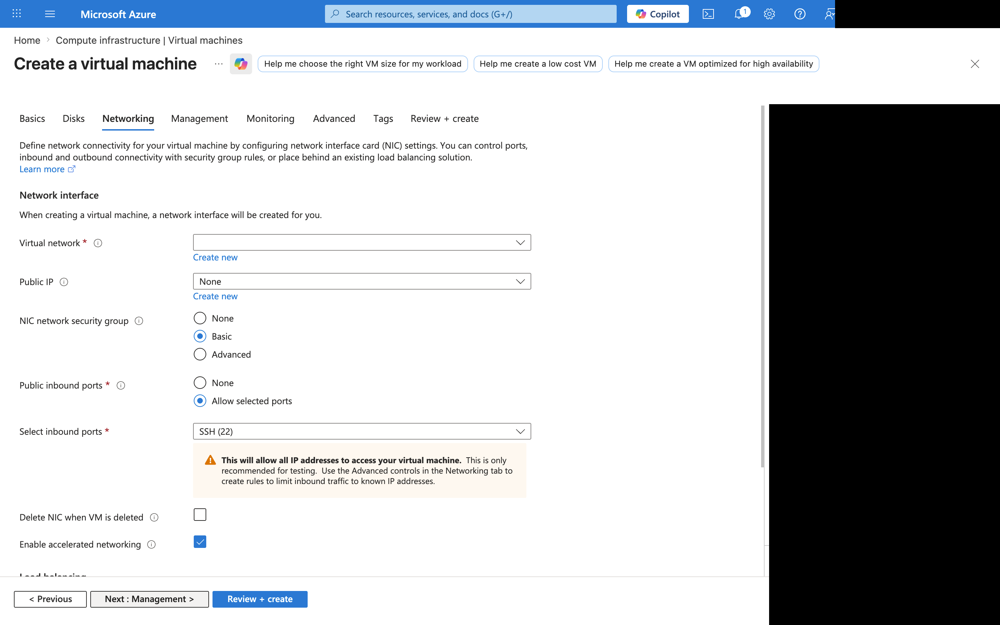 Microsoft Azure
Search resources, services, and docs (G+/)
Copilot
1
Home > Compute infrastructure | Virtual machines
Create a virtual machine
...
Help me choose the right VM size for my workload
Help me create a low cost VM
Help me create a VM optimized for high availability
Basics
Disks
Networking
Management
Monitoring
Advanced
Tags
Review + create
Define network connectivity for your virtual machine by configuring network interface card (NIC) settings. You can control ports,
inbound and outbound connectivity with security group rules, or place behind an existing load balancing solution.
Learn more
Network interface
When creating a virtual machine, a network interface will be created for you.
Virtual network *
Create new
Public IP
None
Create new
NIC network security group
None
Basic
Advanced
Public inbound ports *
None
Allow selected ports
Select inbound ports *
SSH (22)
This will allow all IP addresses to access your virtual machine. This is only
recommended for testing. Use the Advanced controls in the Networking tab to
create rules to limit inbound traffic to known IP addresses.
Delete NIC when VM is deleted
Enable accelerated networking
Load balancing
< Previous
Next : Management >
Review + create